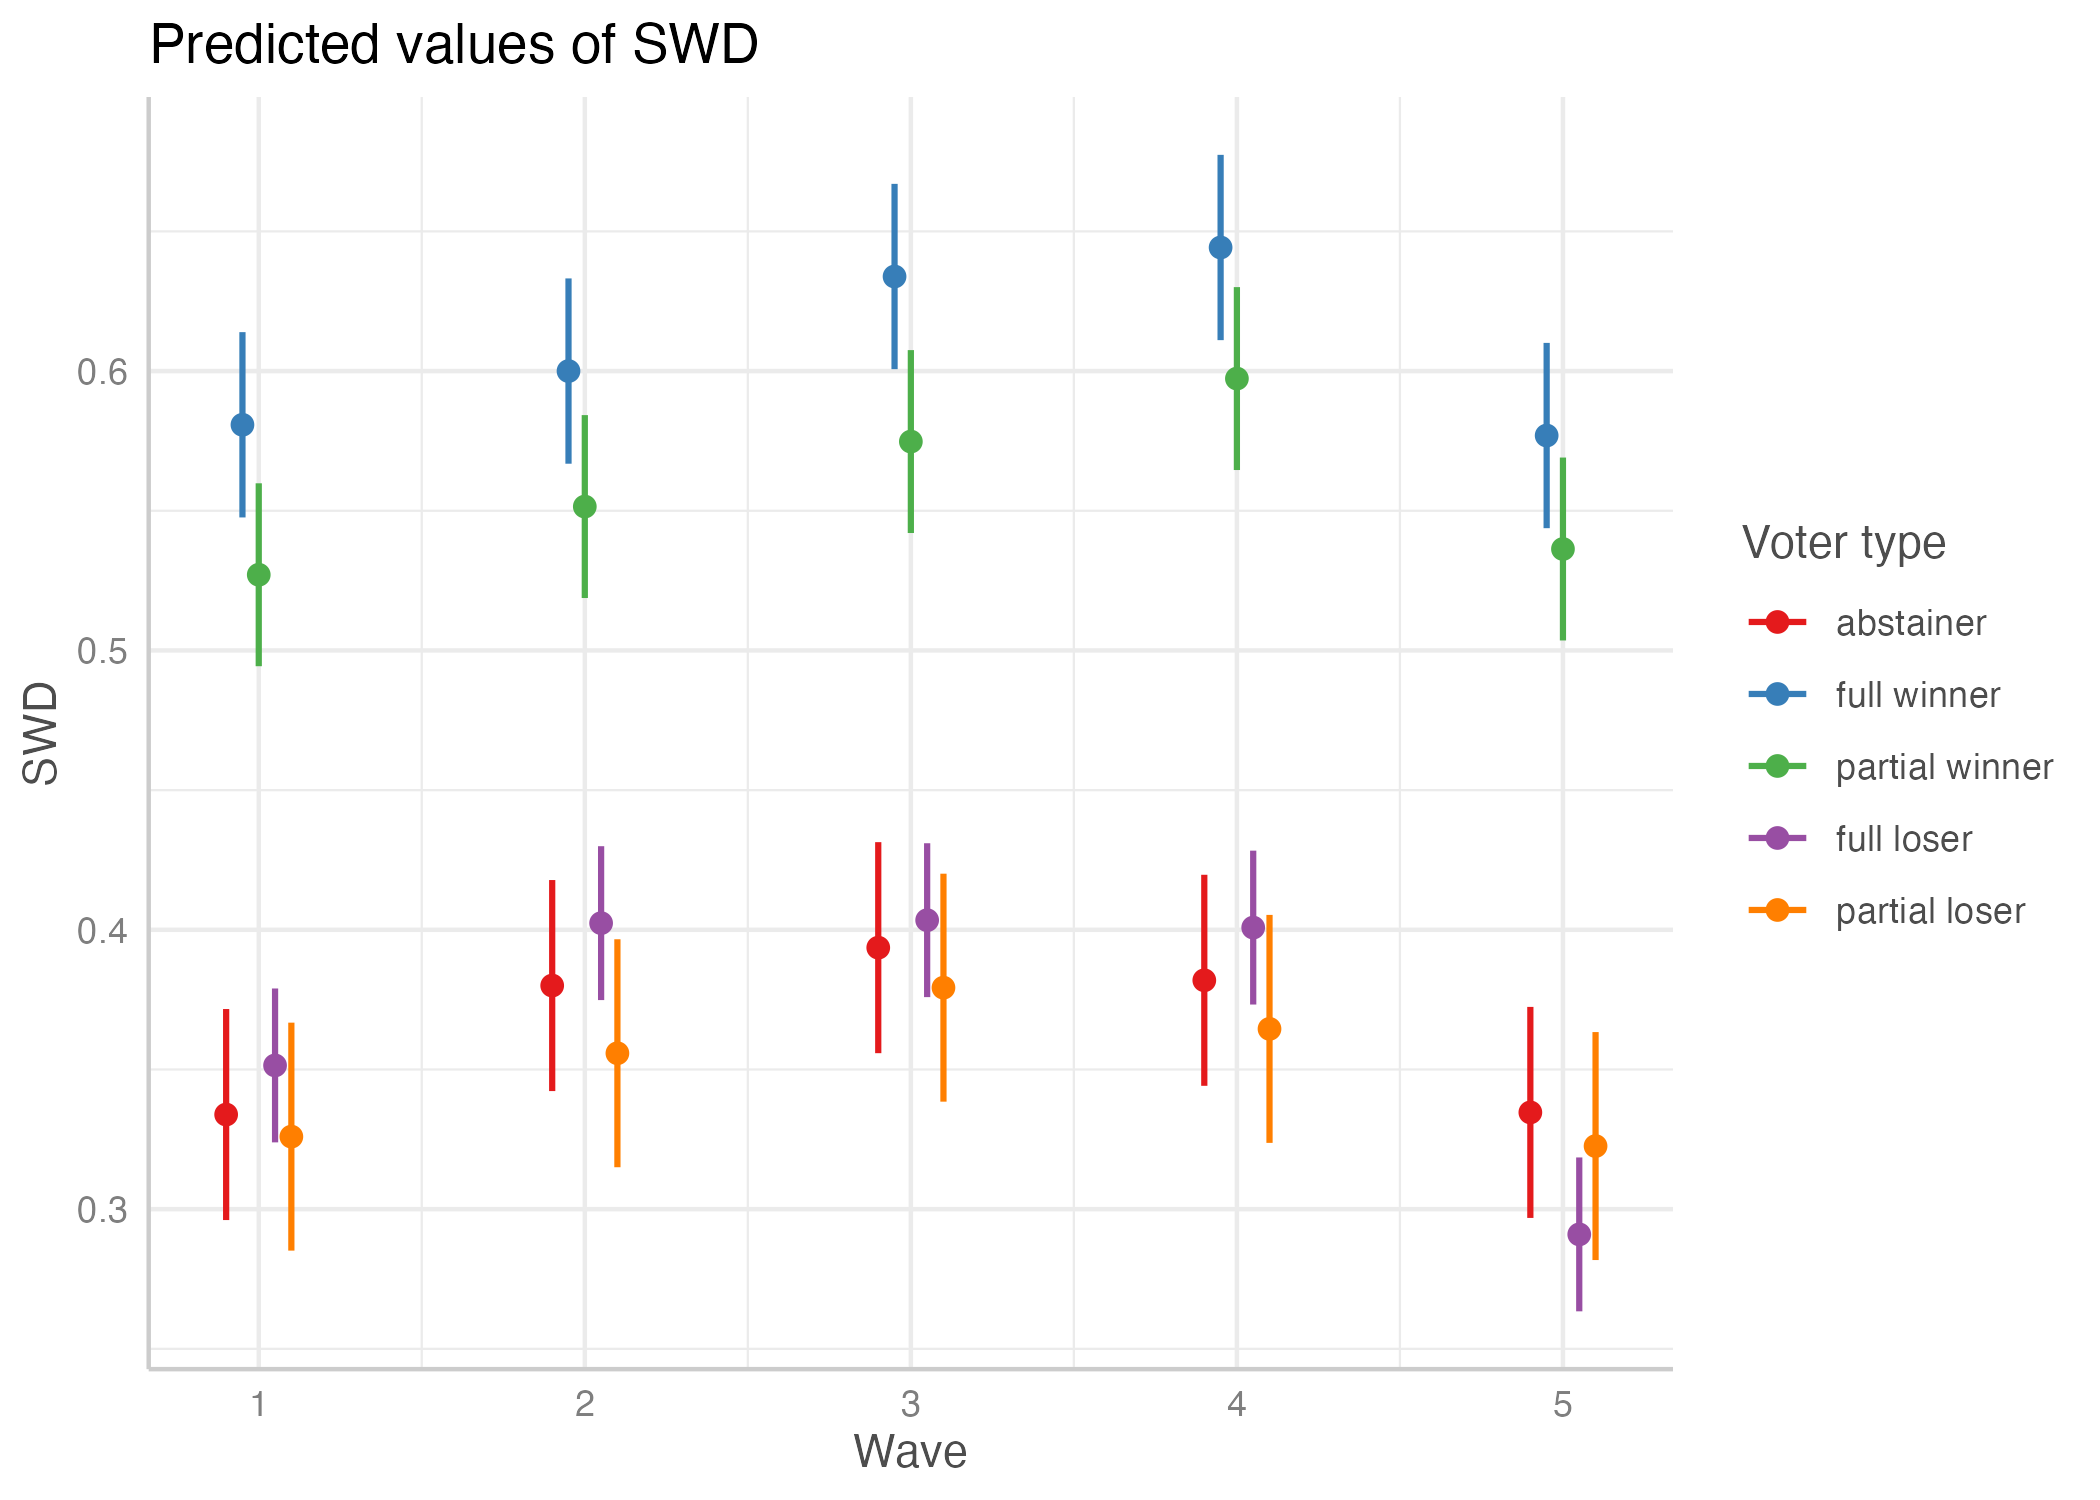 Predicted values of SWD
0.6
0.5
0.4
0.3
SWD
1 2 3 4 5
Wave
Voter type
abstainer
full winner
partial winner
full loser
partial loser